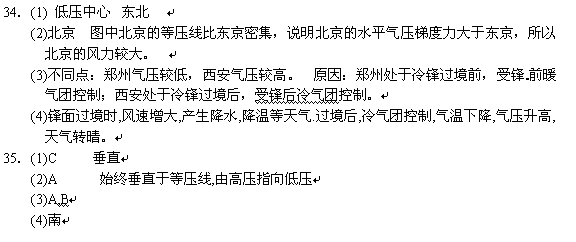 34. (1) 低压中心 东北
(2)北京 图中北京的等压线比东京密集，说明北京的水平气压梯度力大于东京，所以
北京的风力较大。
(3)不同点：郑州气压较低，西安气压较高。 原因：郑州处于冷锋过境前，受锋.前暖
气团控制；西安处于冷锋过境后，受锋后冷气团控制。
(4)锋面过境时,风速增大,产生降水,降温等天气.过境后,冷气团控制,气温下降,气压升高,
天气转晴。
35. (1)C 垂直
(2)A 始终垂直于等压线,由高压指向低压
(3)A,B
(4)南